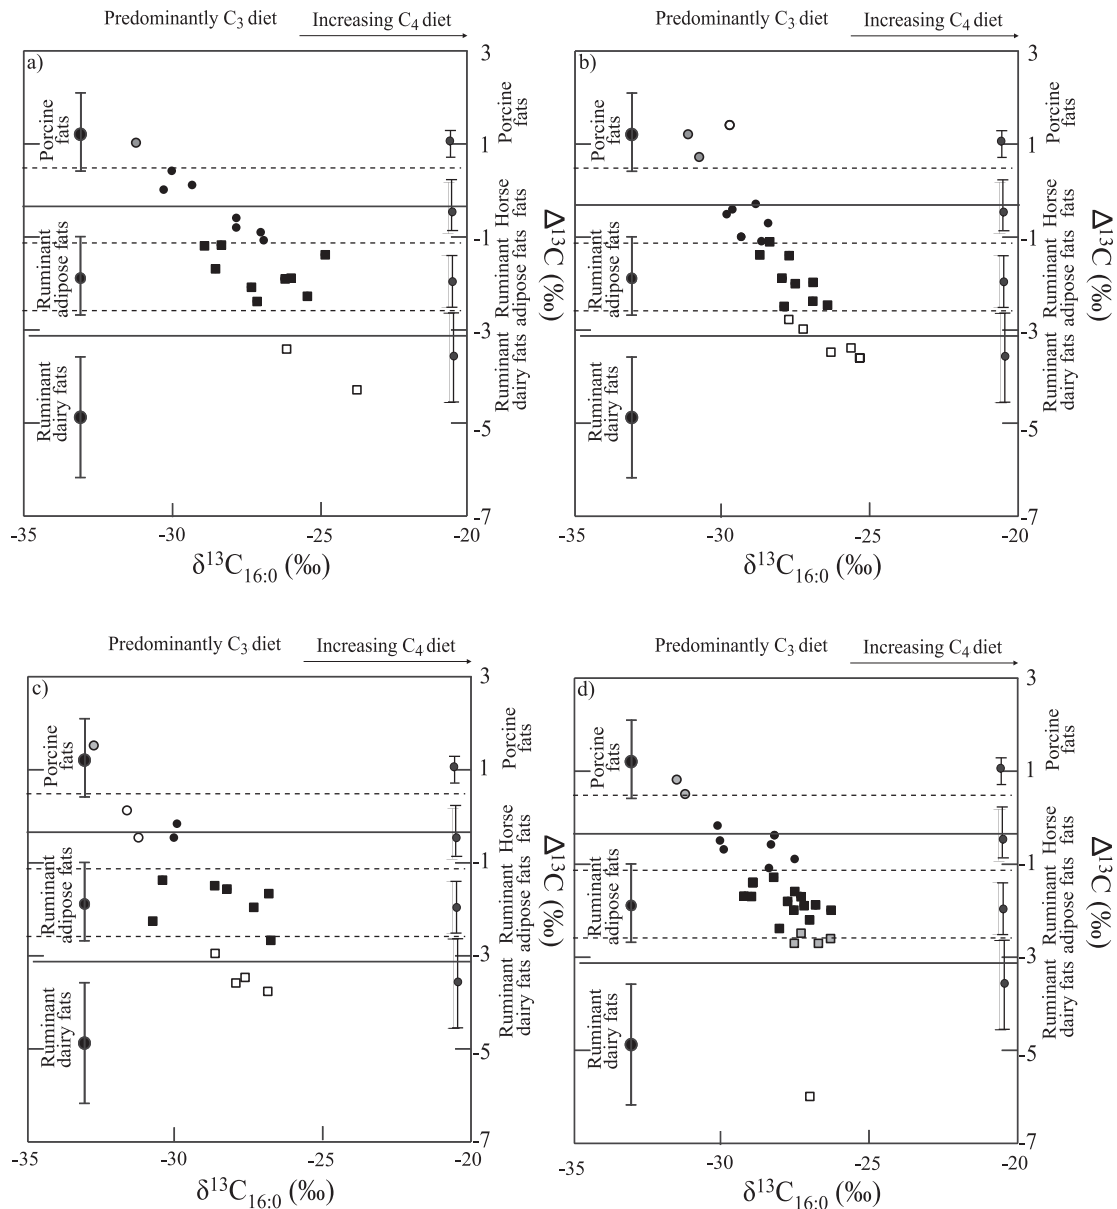 Predominantly C3 diet
Increasing C4 diet
a)
3
1
-1
-3
-5
-7
Porcine
fats
Ruminant
adipose fats
Ruminant
dairy fats
Porcine
fats
Horse
fats
Ruminant
adipose fats
Ruminant
dairy fats
Δ13C
(‰)
-35
-30
-25
-20
δ13C16:0 (‰)
Predominantly C3 diet
Increasing C4 diet
b)
3
1
-1
-3
-5
-7
Porcine
fats
Ruminant
adipose fats
Ruminant
dairy fats
Porcine
fats
Horse
fats
Ruminant
adipose fats
Ruminant
dairy fats
Δ13C
(‰)
-35
-30
-25
-20
δ13C16:0 (‰)
Predominantly C3 diet
Increasing C4 diet
c)
3
1
-1
-3
-5
-7
Porcine
fats
Ruminant
adipose fats
Ruminant
dairy fats
Porcine
fats
Horse
fats
Ruminant
adipose fats
Ruminant
dairy fats
Δ13C
(‰)
-35
-30
-25
-20
δ13C16:0 (‰)
Predominantly C3 diet
Increasing C4 diet
d)
3
1
-1
-3
-5
-7
Porcine
fats
Ruminant
adipose fats
Ruminant
dairy fats
Porcine
fats
Horse
fats
Ruminant
adipose fats
Ruminant
dairy fats
Δ13C
(‰)
-35
-30
-25
-20
δ13C16:0 (‰)